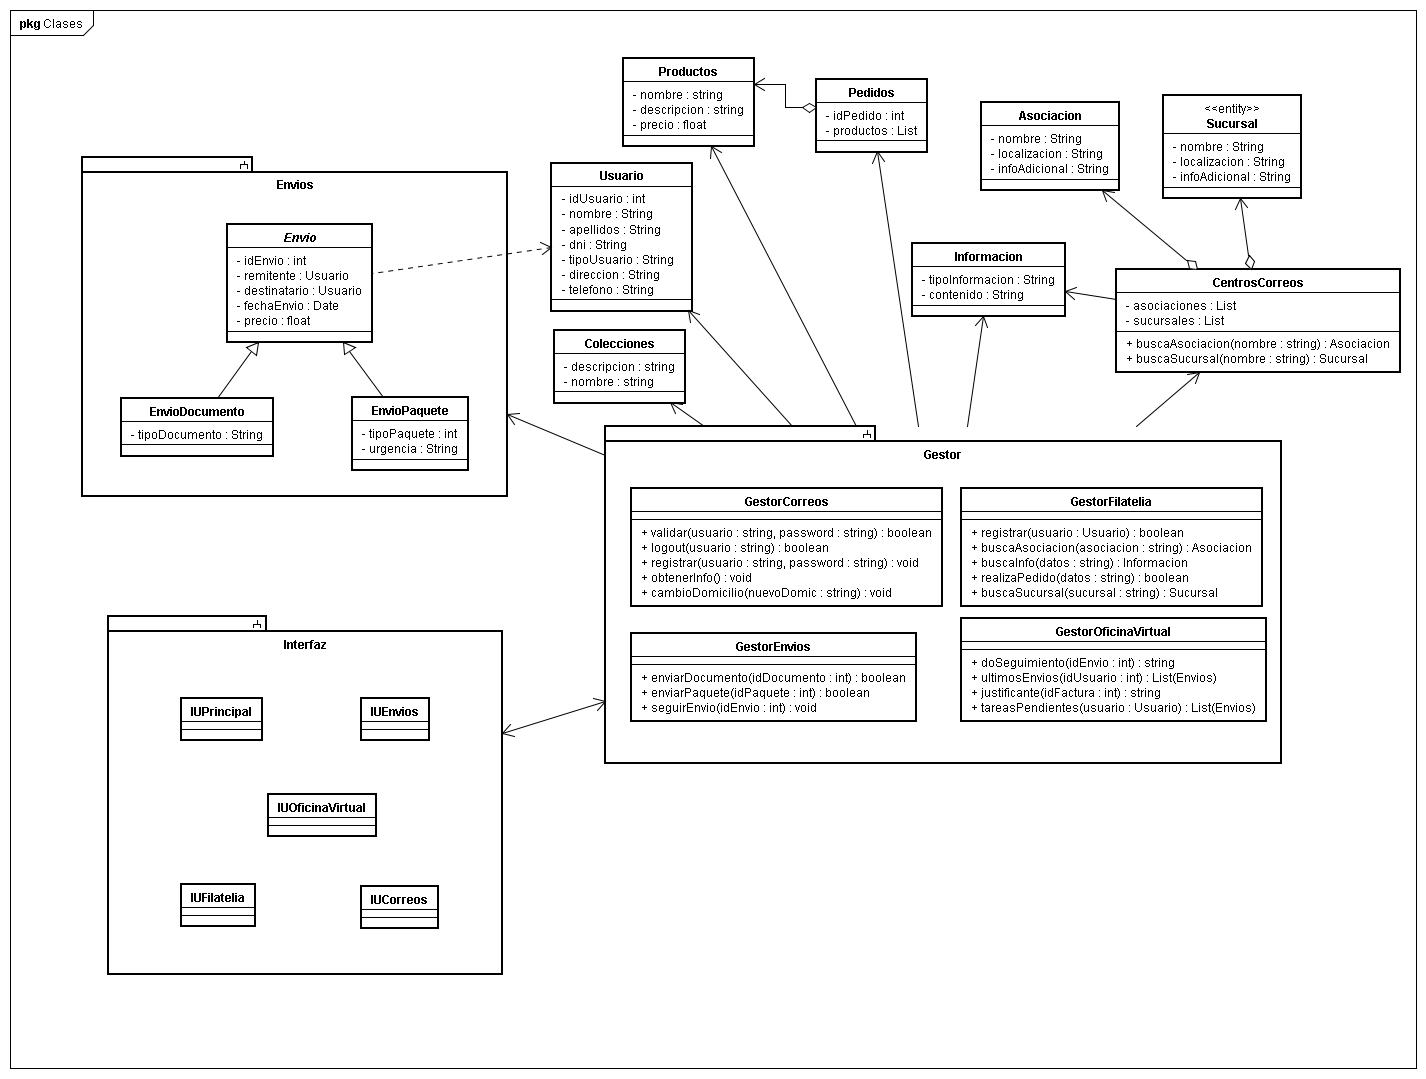 pkg Clases
Productos
- nombre : string
- descripcion : string
- precio : float
Pedidos
- idPedido : int
- productos : List
Asociacion
- nombre : String
- localizacion : String
- infoAdicional : String
<<entity>>
Sucursal
- nombre : String
- localizacion : String
- infoAdicional : String
Envios
Envio
- idEnvio : int
- remitente : Usuario
- destinatario : Usuario
- fechaEnvio : Date
- precio : float
EnvioDocumento
- tipoDocumento : String
EnvioPaquete
- tipoPaquete : int
- urgencia : String
Usuario
- idUsuario : int
- nombre : String
- apellidos : String
- dni : String
- tipoUsuario : String
- direccion : String
- telefono : String
Colecciones
- descripcion : string
- nombre : string
Informacion
- tipoInformacion : String
- contenido : String
CentrosCorreos
- asociaciones : List
- sucursales : List
+ buscaAsociacion(nombre : string) : Asociacion
+ buscaSucursal(nombre : string) : Sucursal
Gestor
GestorCorreos
+ validar(usuario : string, password : string) : boolean
+ logout(usuario : string) : boolean
+ registrar(usuario : string, password : string) : void
+ obtenerInfo() : void
+ cambioDomicilio(nuevoDomic : string) : void
GestorFilatelia
+ registrar(usuario : Usuario) : boolean
+ buscaAsociacion(asociacion : string) : Asociacion
+ buscaInfo(datos : string) : Informacion
+ realizaPedido(datos : string) : boolean
+ buscaSucursal(sucursal : string) : Sucursal
GestorEnvios
+ enviarDocumento(idDocumento : int) : boolean
+ enviarPaquete(idPaquete : int) : boolean
+ seguirEnvio(idEnvio : int) : void
GestorOficinaVirtual
+ doSeguimiento(idEnvio : int) : string
+ ultimosEnvios(idUsuario : int) : List(Envios)
+ justificante(idFactura : int) : string
+ tareasPendientes(usuario : Usuario) : List(Envios)
Interfaz
IUPrincipal
IUEnvios
IUOficinaVirtual
IUFilatelia
IUCorreos